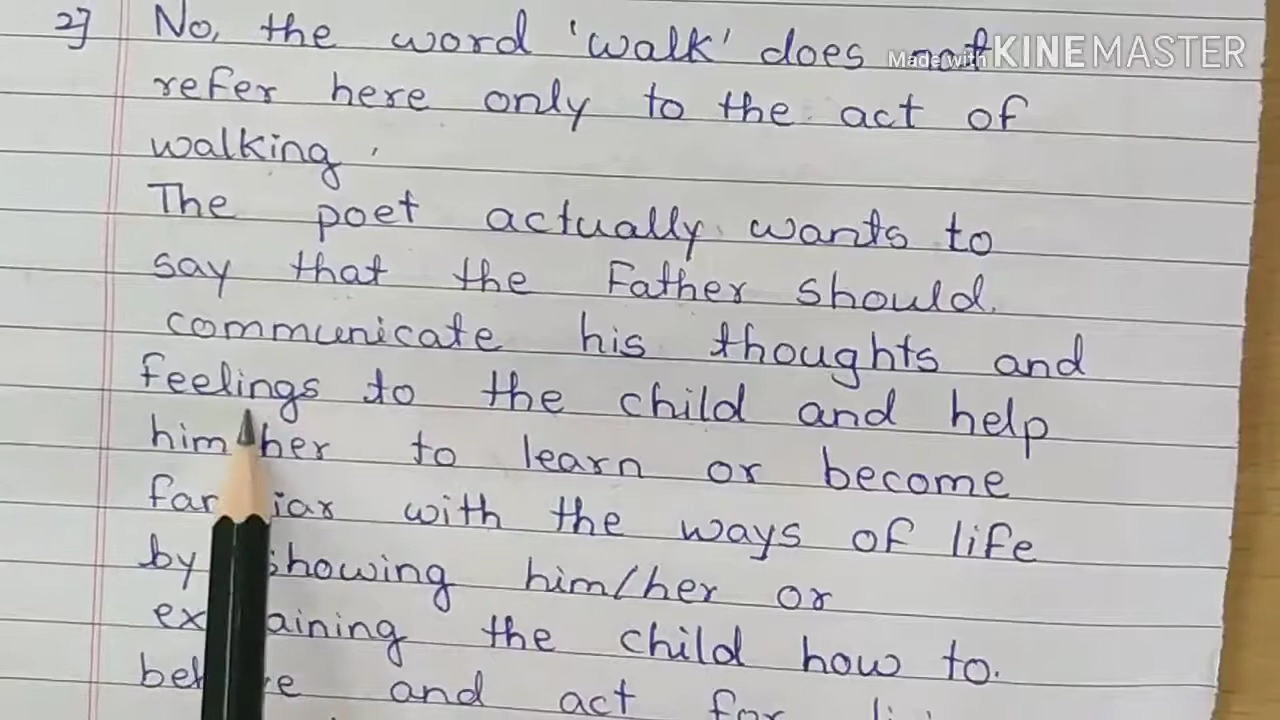 2] No, the word 'walk' does not
Made with KINEMASTER
refer here only to the act of
walking.
The poet actually wants to
say that the Father should.
communicate his thoughts and
feelings to the child and help
him her to learn or become
with the ways of life
by showing him/her or
the child how to.
and act for